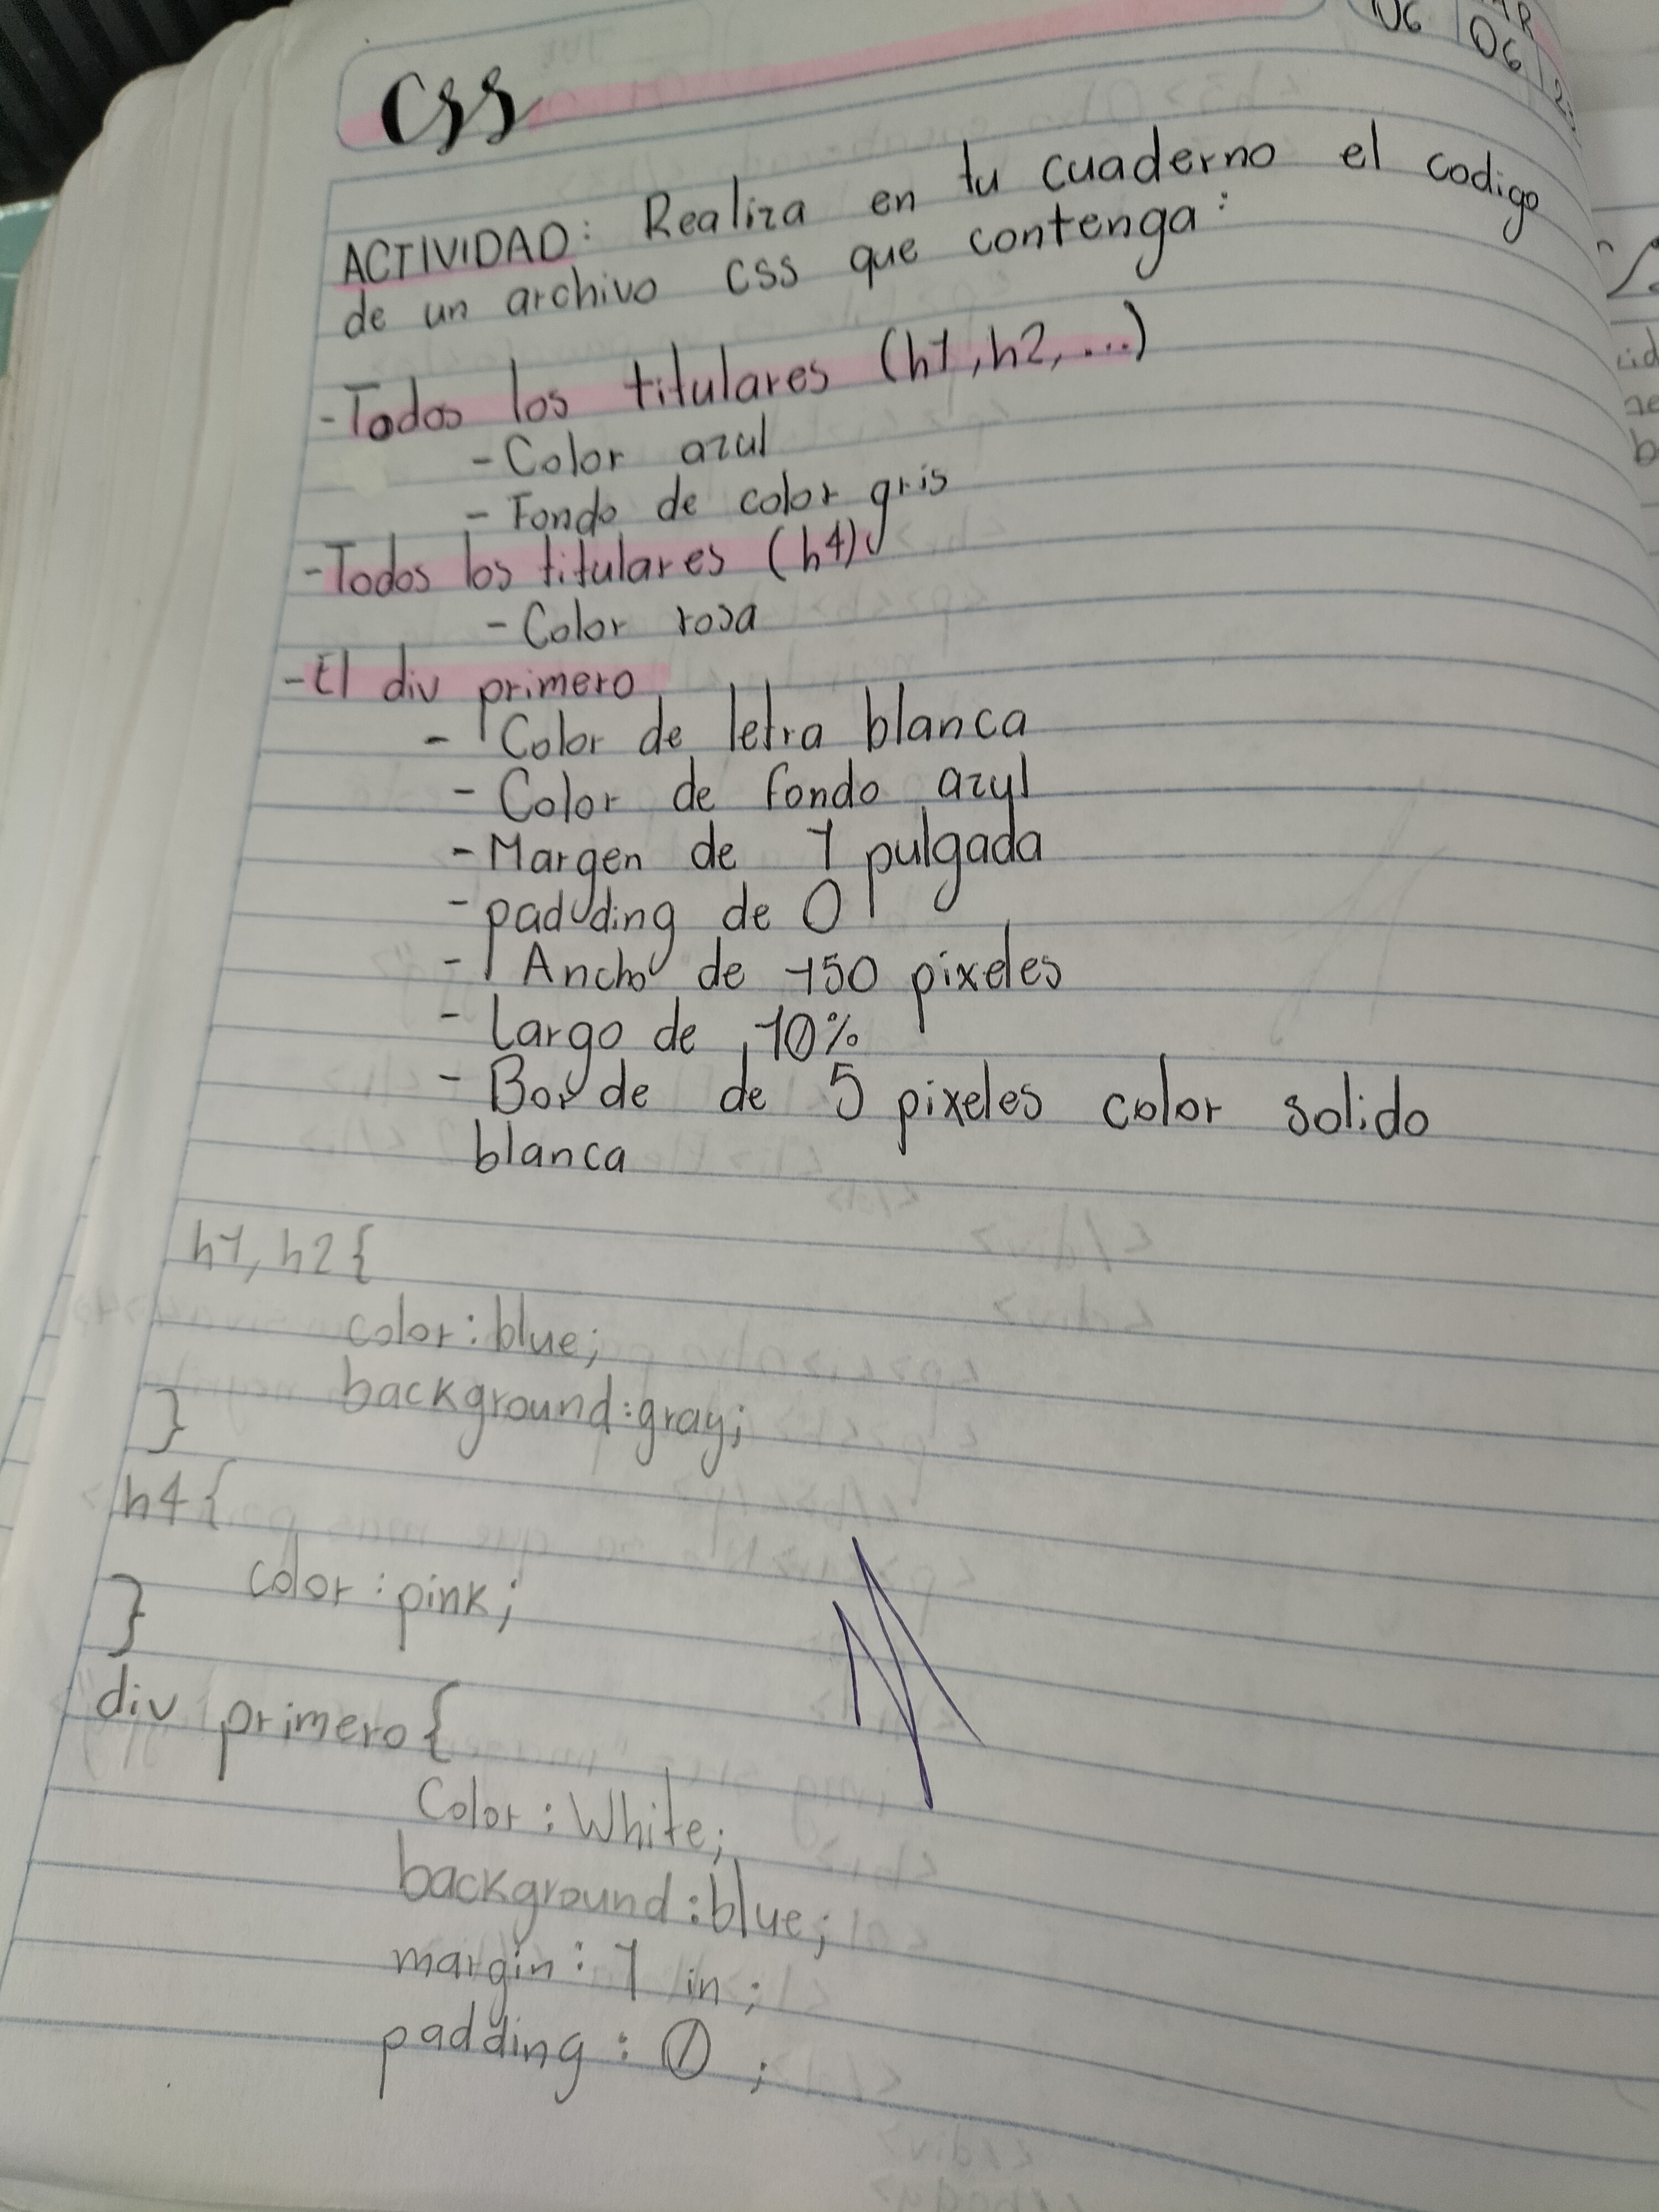 CSS
06
06
ACTIVIDAD: Realiza en tu cuaderno el codigo
de un archivo CSS que contenga:
-Todos los titulares (h1, h2, ...)
- Color azul
- Fondo de color gris
-Todos los titulares (h4)
- Color rosa
-El div primero
- Color de letra blanca
- Color de fondo azul
- Margen de 1 pulgada
- padding de 0
- Ancho de 150 pixeles
- Largo de 10%
- Borde de 5 pixeles color solido
blanca
h1, h2{
color: blue;
background: gray;
}
h4{
color: pink;
}
div primero{
Color: White;
background: blue;
margin: 1 in;
padding: 0;